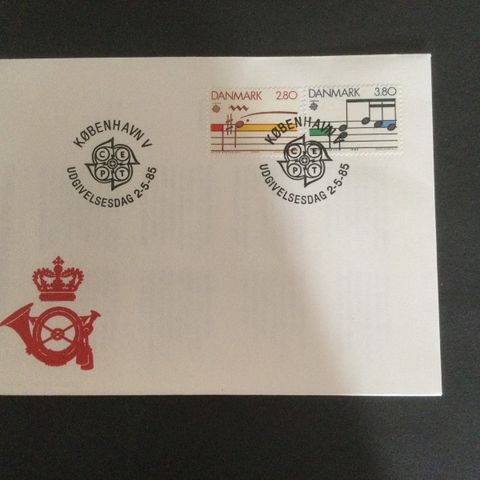 DANMARK 2.80
DANMARK 3.80
KØBENHAVN V
CEPT
UDGIVELSESDAG 2-5-85
KØBENHAVN V
CEPT
UDGIVELSESDAG 2-5-85